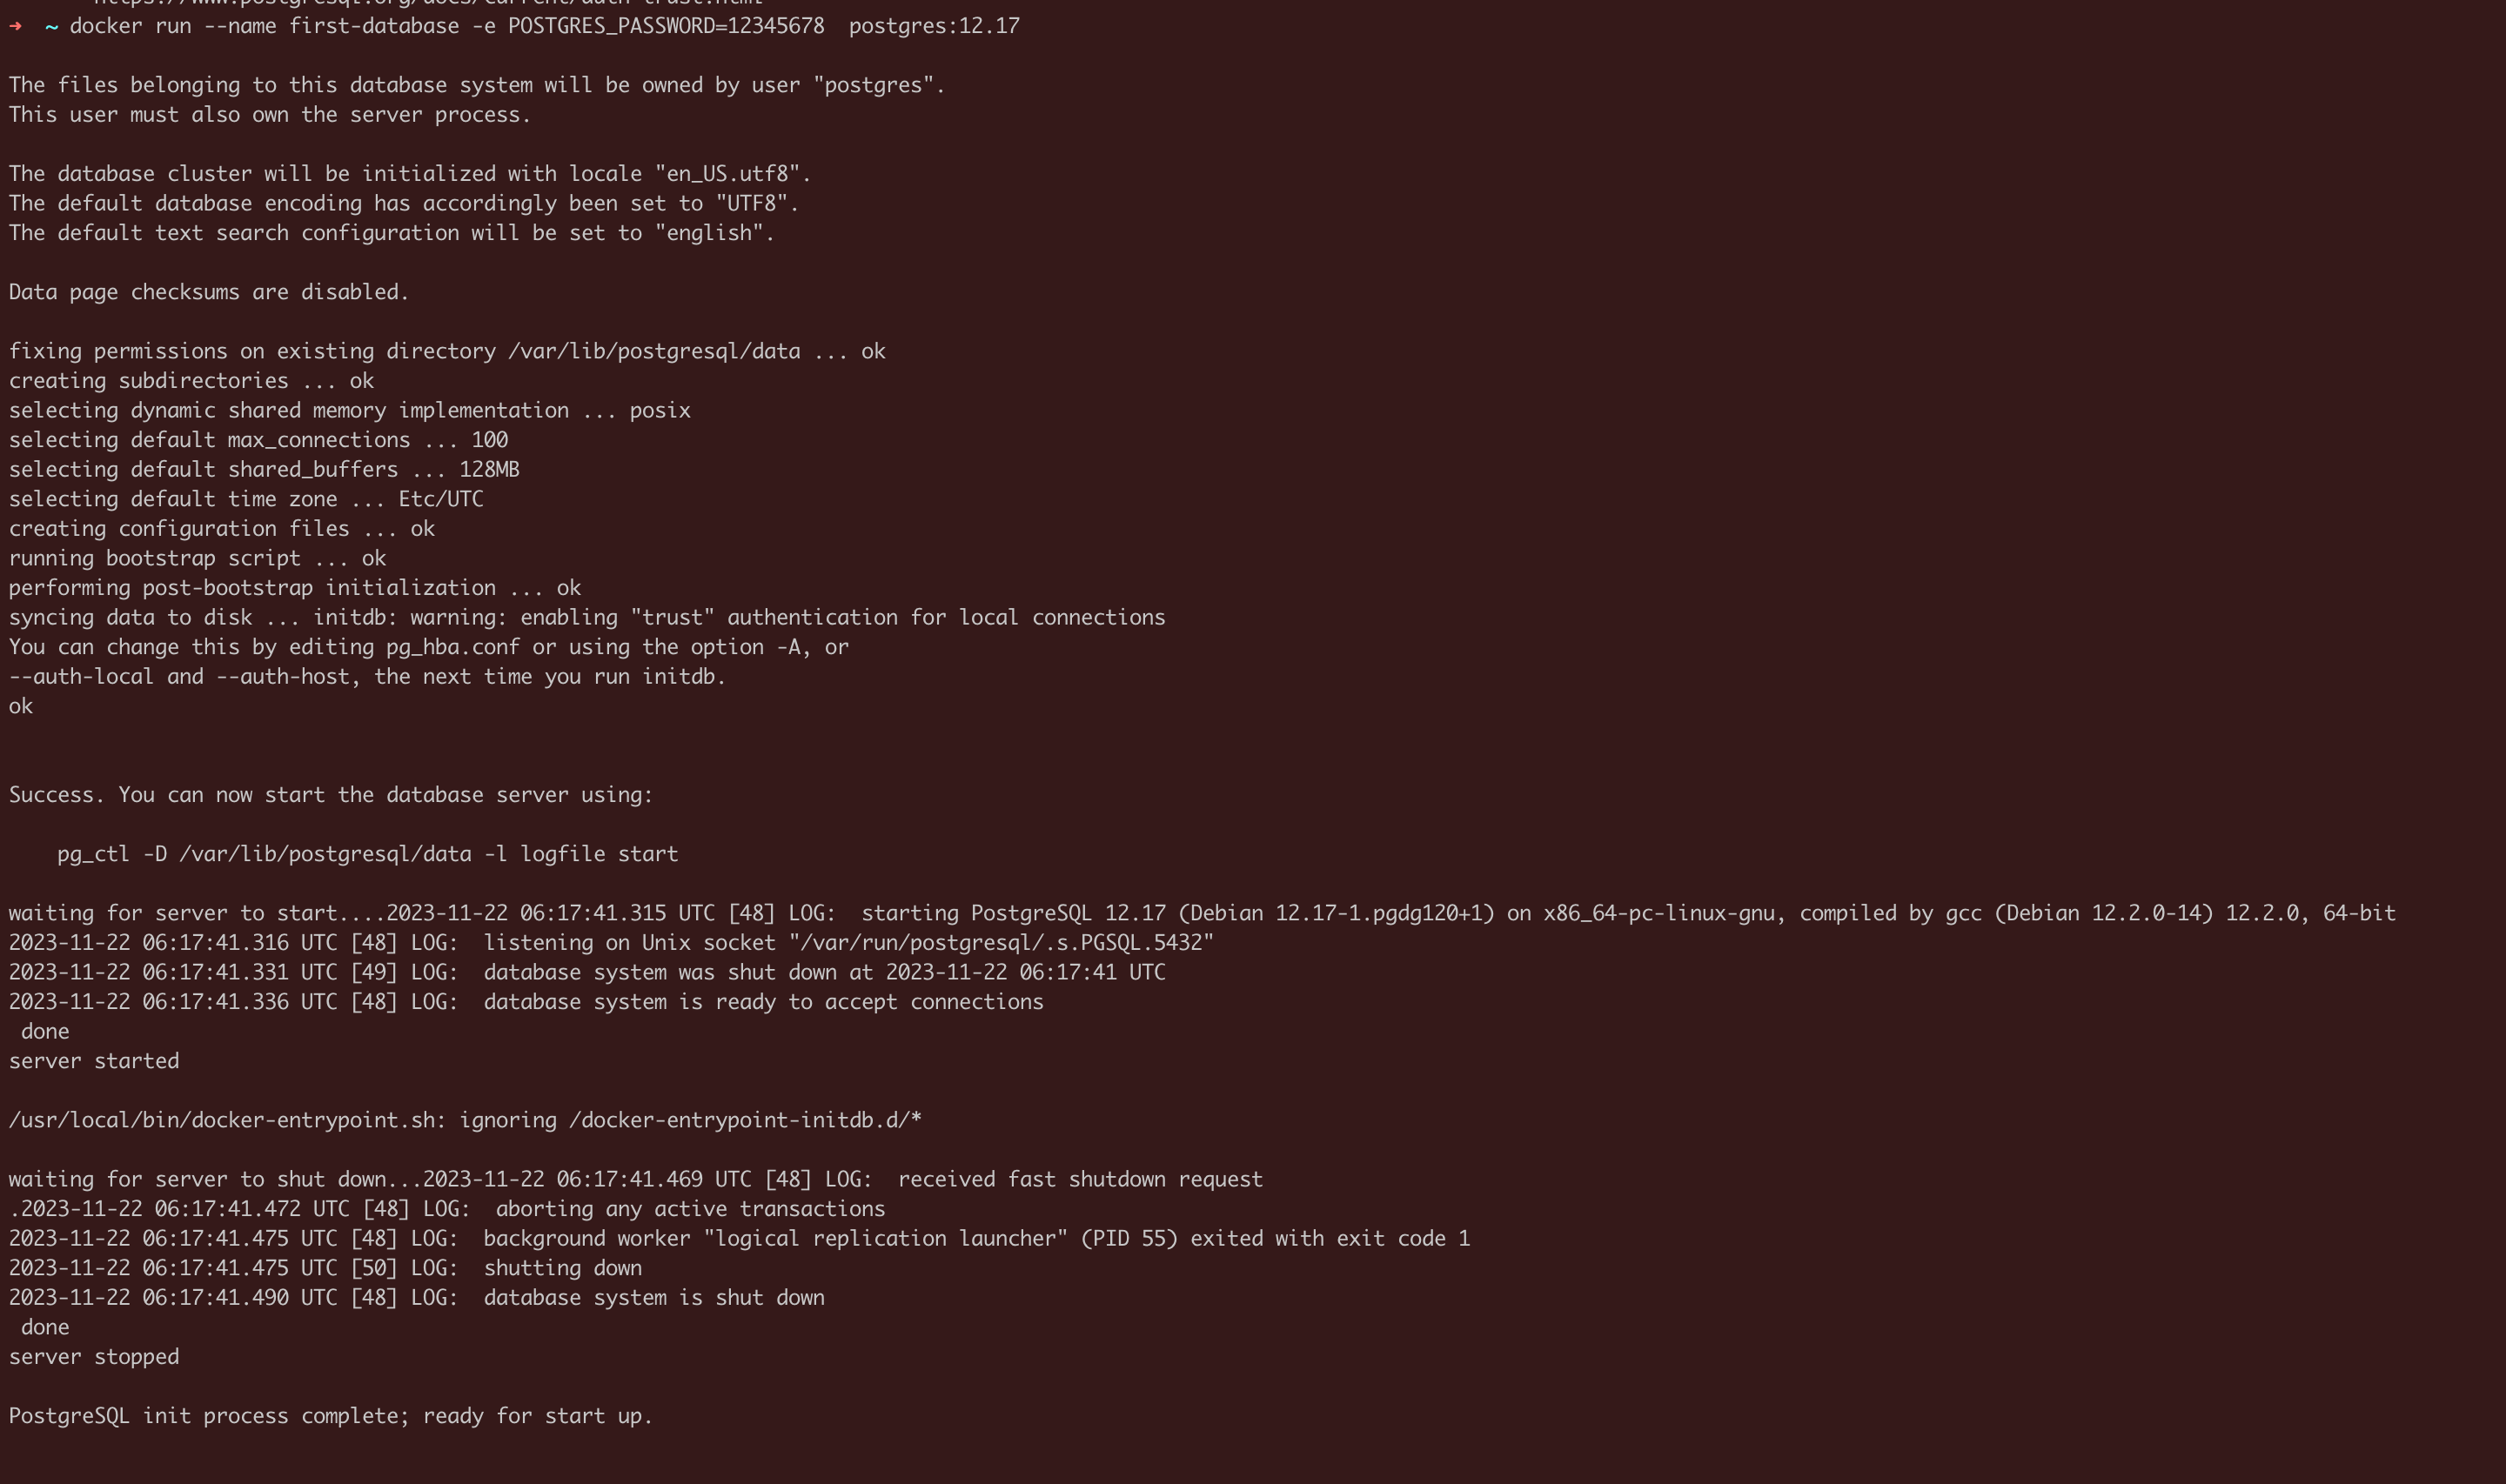 https://www.postgresql.org/docs/current/auth-trust.html
➜  ~ docker run --name first-database -e POSTGRES_PASSWORD=12345678  postgres:12.17

The files belonging to this database system will be owned by user "postgres".
This user must also own the server process.

The database cluster will be initialized with locale "en_US.utf8".
The default database encoding has accordingly been set to "UTF8".
The default text search configuration will be set to "english".

Data page checksums are disabled.

fixing permissions on existing directory /var/lib/postgresql/data ... ok
creating subdirectories ... ok
selecting dynamic shared memory implementation ... posix
selecting default max_connections ... 100
selecting default shared_buffers ... 128MB
selecting default time zone ... Etc/UTC
creating configuration files ... ok
running bootstrap script ... ok
performing post-bootstrap initialization ... ok
syncing data to disk ... initdb: warning: enabling "trust" authentication for local connections
You can change this by editing pg_hba.conf or using the option -A, or
--auth-local and --auth-host, the next time you run initdb.
ok


Success. You can now start the database server using:

    pg_ctl -D /var/lib/postgresql/data -l logfile start

waiting for server to start....2023-11-22 06:17:41.315 UTC [48] LOG:  starting PostgreSQL 12.17 (Debian 12.17-1.pgdg120+1) on x86_64-pc-linux-gnu, compiled by gcc (Debian 12.2.0-14) 12.2.0, 64-bit
2023-11-22 06:17:41.316 UTC [48] LOG:  listening on Unix socket "/var/run/postgresql/.s.PGSQL.5432"
2023-11-22 06:17:41.331 UTC [49] LOG:  database system was shut down at 2023-11-22 06:17:41 UTC
2023-11-22 06:17:41.336 UTC [48] LOG:  database system is ready to accept connections
 done
server started

/usr/local/bin/docker-entrypoint.sh: ignoring /docker-entrypoint-initdb.d/*

waiting for server to shut down...2023-11-22 06:17:41.469 UTC [48] LOG:  received fast shutdown request
.2023-11-22 06:17:41.472 UTC [48] LOG:  aborting any active transactions
2023-11-22 06:17:41.475 UTC [48] LOG:  background worker "logical replication launcher" (PID 55) exited with exit code 1
2023-11-22 06:17:41.475 UTC [50] LOG:  shutting down
2023-11-22 06:17:41.490 UTC [48] LOG:  database system is shut down
 done
server stopped

PostgreSQL init process complete; ready for start up.